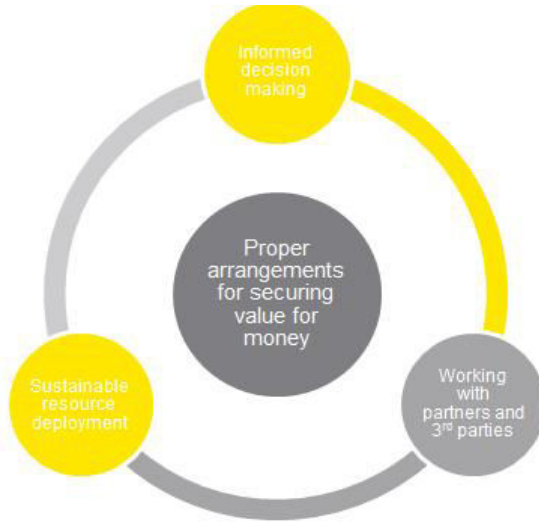 Informed
decision
making
Proper
arrangements
for securing
value for
money
Sustainable
resource
deployment
Working
with
partners and
3rd parties